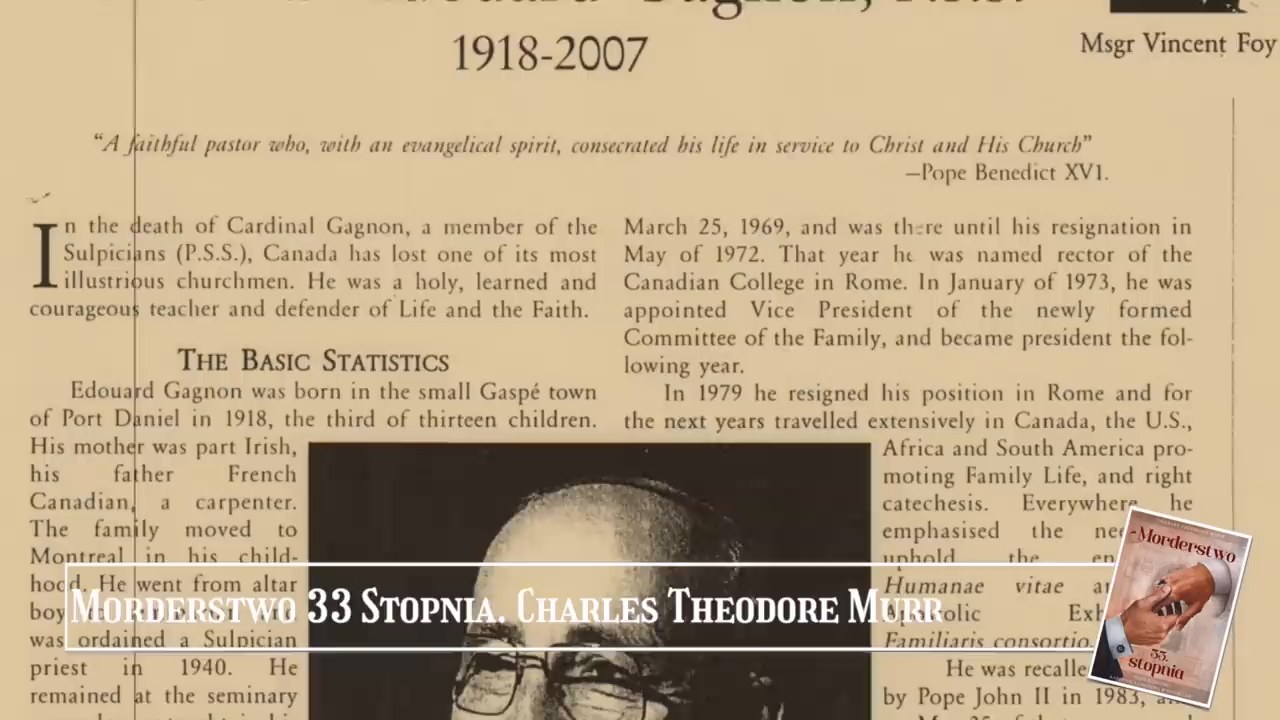 Gagnon, P.S.S.
1918-2007
Msgr Vincent Foy
“A faithful pastor who, with an evangelical spirit, consecrated his life in service to Christ and His Church”
—Pope Benedict XV1.
In the death of Cardinal Gagnon, a member of the
Sulpicians (P.S.S.), Canada has lost one of its most
illustrious churchmen. He was a holy, learned and
courageous teacher and defender of Life and the Faith.
THE BASIC STATISTICS
Edouard Gagnon was born in the small Gaspé town
of Port Daniel in 1918, the third of thirteen children.
His mother was part Irish,
his father French
Canadian, a carpenter.
The family moved to
Montreal in his child-
hood. He went from altar
boy
was ordained a Sulpician
priest in 1940. He
remained at the seminary
March 25, 1969, and was there until his resignation in
May of 1972. That year he was named rector of the
Canadian College in Rome. In January of 1973, he was
appointed Vice President of the newly formed
Committee of the Family, and became president the fol-
lowing year.
In 1979 he resigned his position in Rome and for
the next years travelled extensively in Canada, the U.S.,
Africa and South America pro-
moting Family Life, and right
catechesis. Everywhere he
emphasised the
uphold the
Humanae vitae
Familiaris consortio.
He was
by Pope John II in 1983,
MORDERSTWO 33 STOPNIA. CHARLES THEODORE MURR
Morderstwo
33.
stopnia